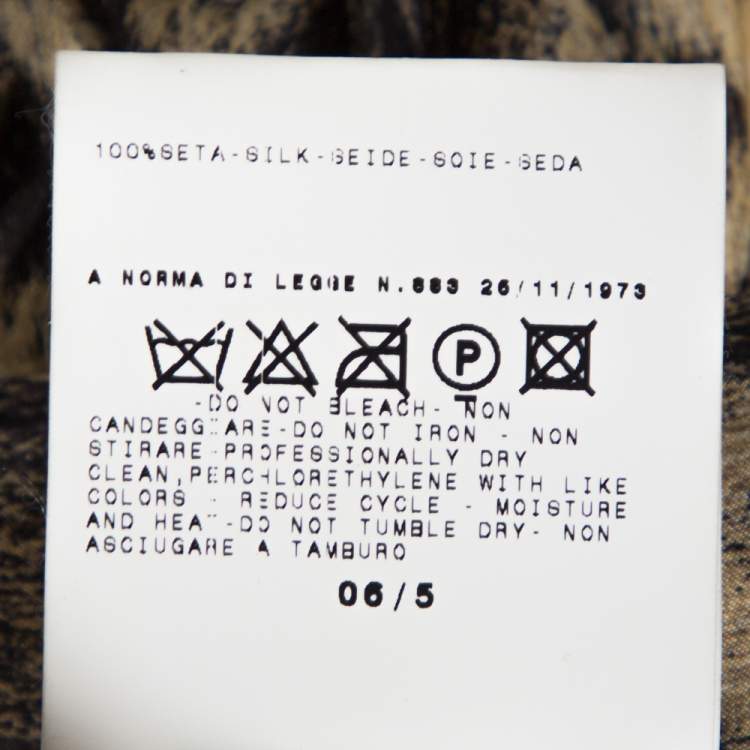 100%SETA-SILK-SEIDE-SOIE-SEDA
A NORMA DI LEGGE N.883 26/11/1973
P
-DO NOT BLEACH- NON
CANDEGGIARE-DO NOT IRON - NON
STIRARE-PROFESSIONALLY DRY
CLEAN,PERCHLORETHYLENE WITH LIKE
COLORS - REDUCE CYCLE - MOISTURE
AND HEAT-DO NOT TUMBLE DRY- NON
ASCIUGARE A TAMBURO
06/5